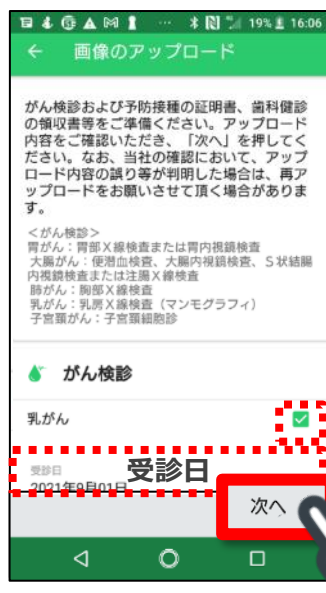 19% 16:06
← 画像のアップロード
がん検診および予防接種の証明書、歯科健診
の領収書等をご準備ください。アップロード
内容をご確認いただき、「次へ」を押してく
ださい。なお、当社の確認において、アップ
ロード内容の誤り等が判明した場合は、再ア
ップロードをお願いさせて頂く場合がありま
す。
＜がん検診＞
胃がん：胃部X線検査または胃内視鏡検査
大腸がん：便潜血検査、大腸内視鏡検査、S状結腸
内視鏡検査または注腸X線検査
肺がん：胸部X線検査
乳がん：乳房X線検査（マンモグラフィ）
子宮頸がん：子宮頸細胞診
がん検診
乳がん
受診日
受診日
2021年9月01日
次へ